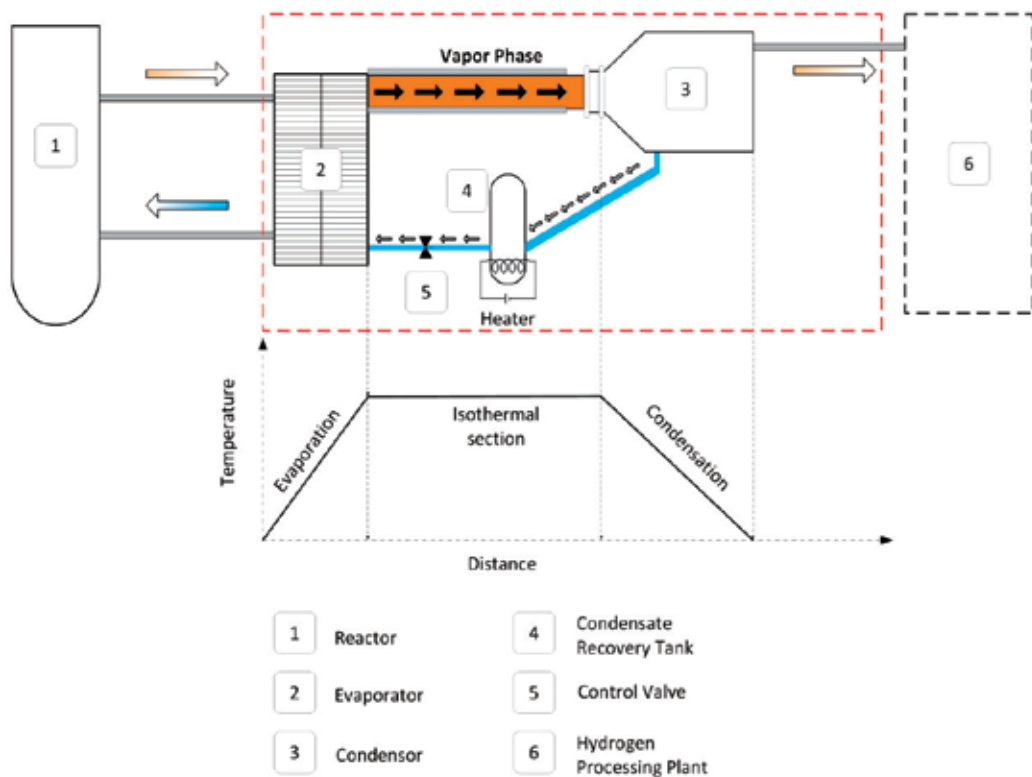 Vapor Phase
1
2
3
4
5
6
Heater
Temperature
Evaporation
Isothermal
section
Condensation
Distance
1 Reactor
2 Evaporator
3 Condensor
4 Condensate
Recovery Tank
5 Control Valve
6 Hydrogen
Processing Plant